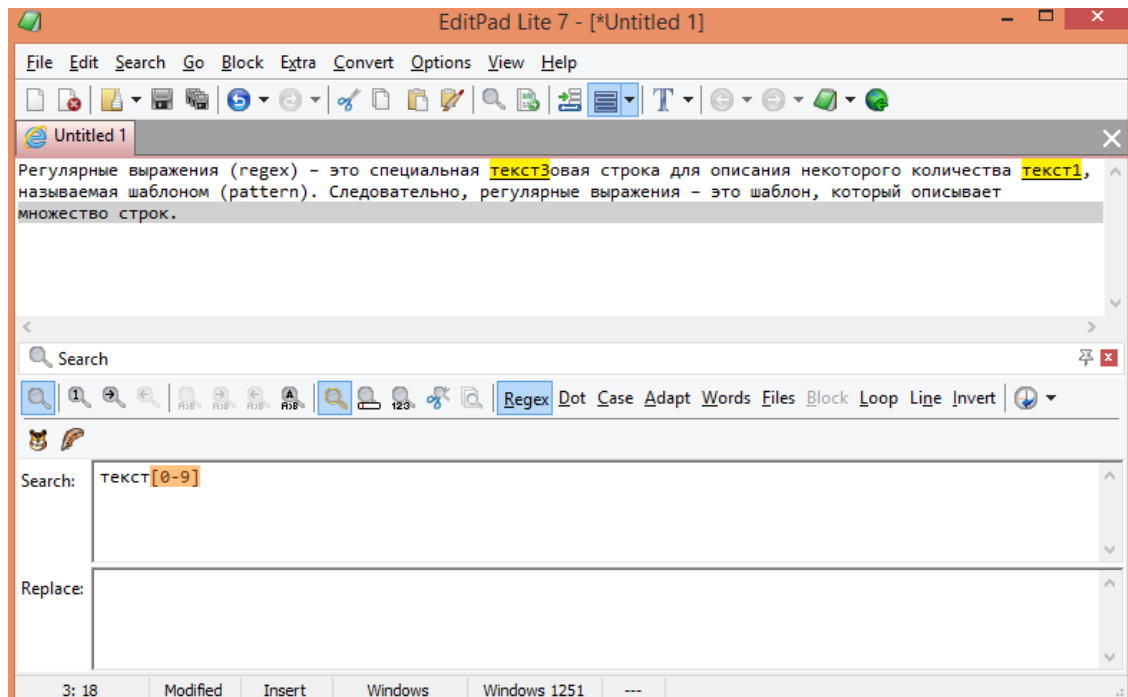 EditPad Lite 7 - [*Untitled 1]
File Edit Search Go Block Extra Convert Options View Help
Untitled 1
Регулярные выражения (regex) – это специальная текст3овая строка для описания некоторого количества текст1,
называемая шаблоном (pattern). Следовательно, регулярные выражения – это шаблон, который описывает
множество строк.
Search
Regex Dot Case Adapt Words Files Block Loop Line Invert
Search: текст[0-9]
Replace:
3: 18 Modified Insert Windows Windows 1251 ---